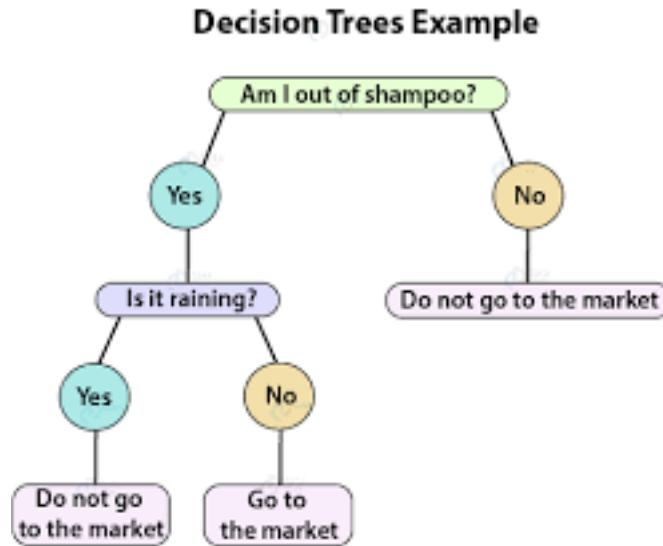 Decision Trees Example
Am I out of shampoo?
Yes
No
Is it raining?
Do not go to the market
Yes
No
Do not go
to the market
Go to
the market